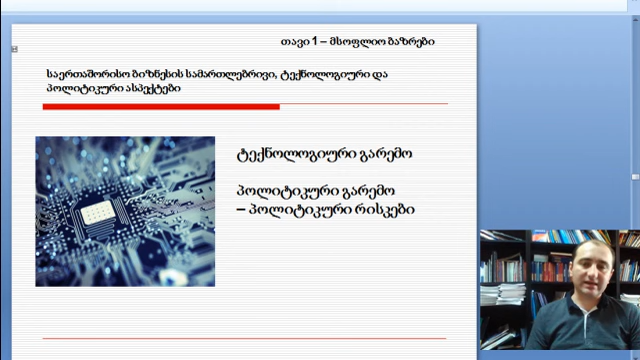 თავი 1 – მსოფლიო ბაზრები
საერთაშორისო ბიზნესის სამართლებრივი, ტექნოლოგიური და
პოლიტიკური ასპექტები
ტექნოლოგიური გარემო
პოლიტიკური გარემო
– პოლიტიკური რისკები